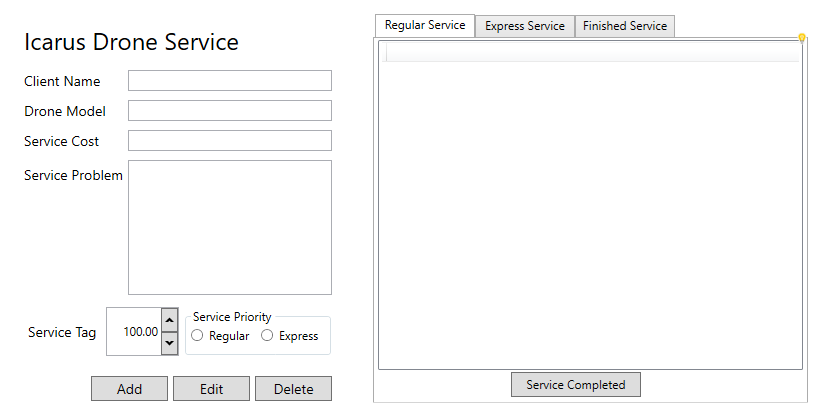 Icarus Drone Service
Client Name
Drone Model
Service Cost
Service Problem
Service Tag
100.00
Service Priority
Regular
Express
Add
Edit
Delete
Regular Service
Express Service
Finished Service
Service Completed